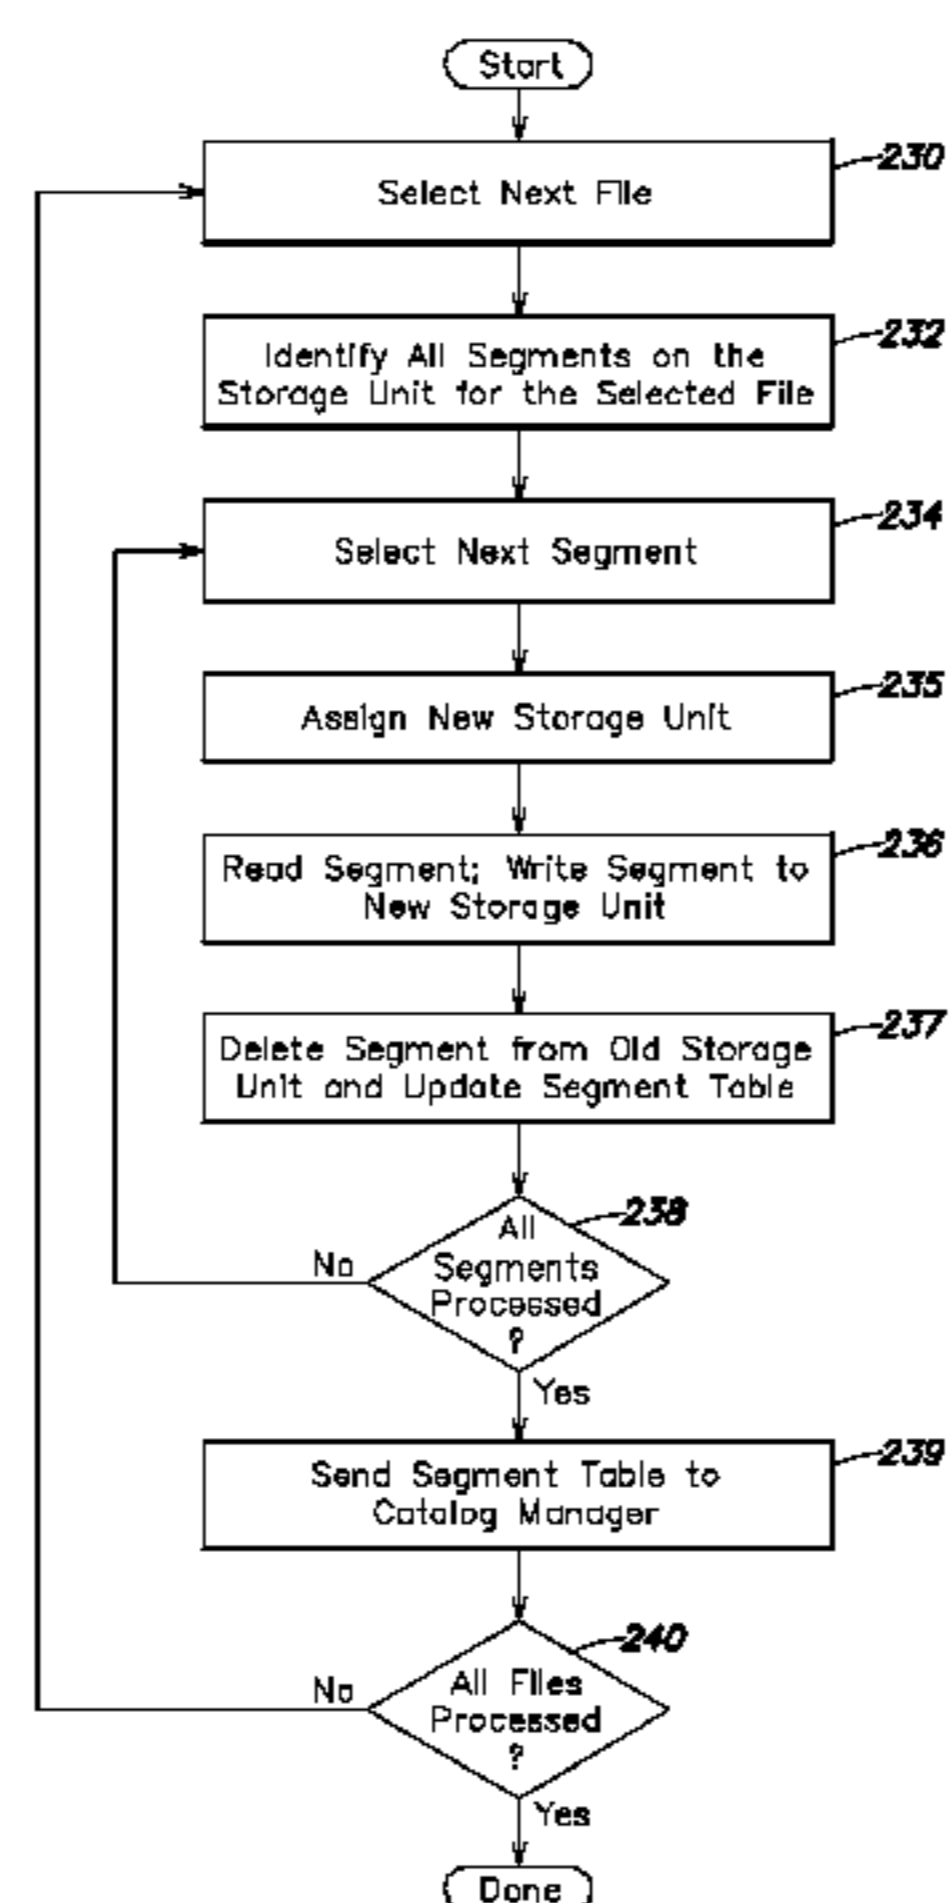 Start
230
Select Next File
232
Identify All Segments on the
Storage Unit for the Selected File
234
Select Next Segment
235
Assign New Storage Unit
236
Read Segment; Write Segment to
New Storage Unit
237
Delete Segment from Old Storage
Unit and Update Segment Table
238
All
Segments
Processed
?
No
Yes
239
Send Segment Table to
Catalog Manager
240
All Files
Processed
?
No
Yes
Done